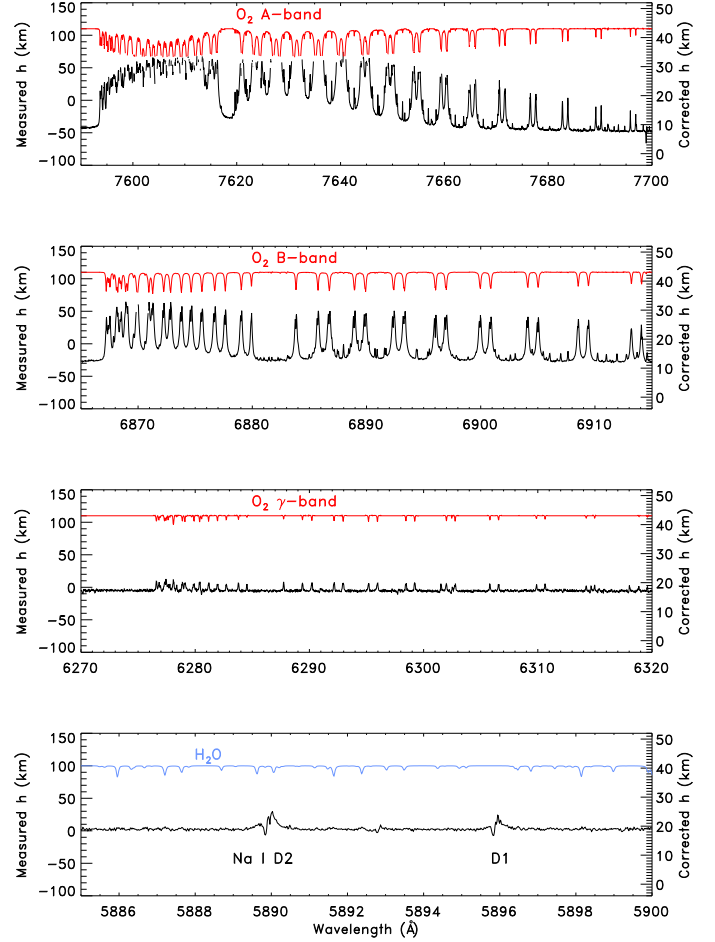 O₂ A−band
Measured h (km)
150
100
50
0
−50
−100
Corrected h (km)
50
40
30
20
10
0
7600 7620 7640 7660 7680 7700
O₂ B−band
Measured h (km)
150
100
50
0
−50
−100
Corrected h (km)
50
40
30
20
10
0
6870 6880 6890 6900 6910
O₂ γ−band
Measured h (km)
150
100
50
0
−50
−100
Corrected h (km)
50
40
30
20
10
0
6270 6280 6290 6300 6310 6320
H₂O
Measured h (km)
150
100
50
0
−50
−100
Corrected h (km)
50
40
30
20
10
0
Na I D2 D1
5886 5888 5890 5892 5894 5896 5898 5900
Wavelength (Å)